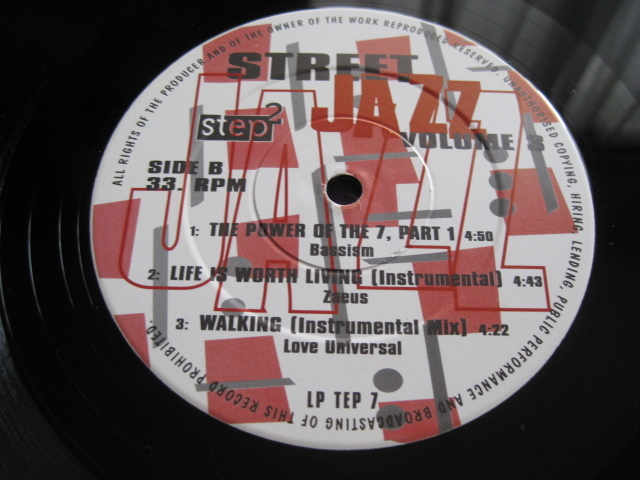 ALL RIGHTS OF THE PRODUCER AND OF THE OWNER OF THE WORK REPRODUCED RESERVED. UNAUTHORISED COPYING, HIRING, LENDING, PUBLIC PERFORMANCE AND BROADCASTING OF THIS RECORD PROHIBITED.
STREET
JAZZ
VOLUME 3
step2
JAZZ
SIDE B
33. RPM
1: THE POWER OF THE 7, PART 1 4:50
Bassism
2: LIFE IS WORTH LIVING (Instrumental) 4:43
Zaeus
3: WALKING (Instrumental Mix) 4:22
Love Universal
LP TEP 7